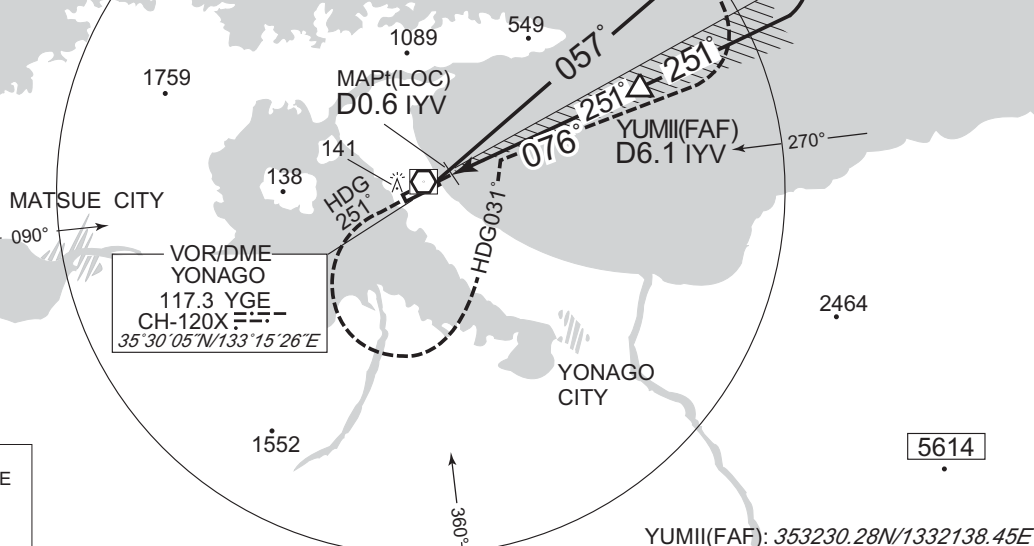 549
1089
057°
1759
251°
MAPt(LOC)
D0.6 IYV
251°
YUMII(FAF)
D6.1 IYV
076°
270°
141
138
HDG
251°
HDG031°
MATSUE CITY
090°
VOR/DME
YONAGO
117.3 YGE
CH-120X
35°30′05″N/133°15′26″E
2464
YONAGO
CITY
1552
5614
E
360°
YUMII(FAF): 353230.28N/1332138.45E